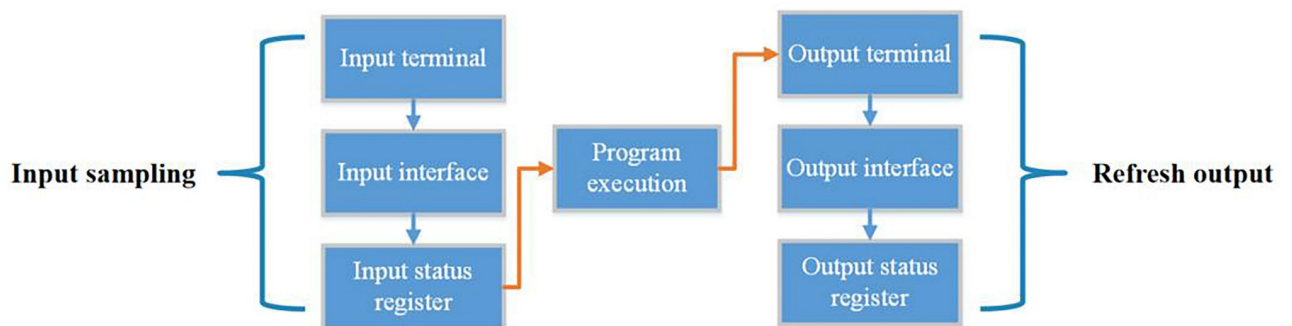 Input sampling
Input terminal
Input interface
Input status
register
Program
execution
Output terminal
Output interface
Output status
register
Refresh output